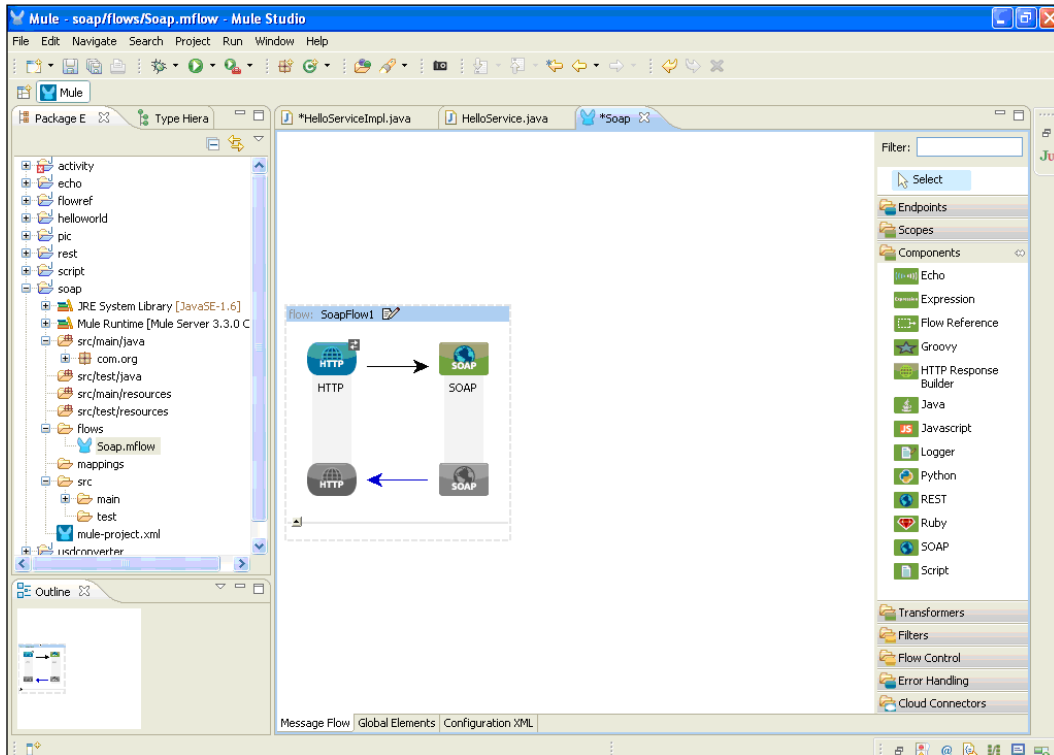 Mule - soap/flows/Soap.mflow - Mule Studio
File Edit Navigate Search Project Run Window Help
Mule
Package E
Type Hiera
*HelloServiceImpl.java
HelloService.java
*Soap
activity
echo
flowref
helloworld
pic
rest
script
soap
JRE System Library [JavaSE-1.6]
Mule Runtime [Mule Server 3.3.0 C
src/main/java
com.org
src/test/java
src/main/resources
src/test/resources
flows
Soap.mflow
mappings
src
main
test
mule-project.xml
usdconverter
Outline
flow: SoapFlow1
HTTP
SOAP
HTTP
SOAP
HTTP
SOAP
Message Flow
Global Elements
Configuration XML
Filter:
Select
Endpoints
Scopes
Components
Echo
Expression
Flow Reference
Groovy
HTTP Response
Builder
Java
JS
Javascript
Logger
Python
REST
Ruby
SOAP
Script
Transformers
Filters
Flow Control
Error Handling
Cloud Connectors
Ju